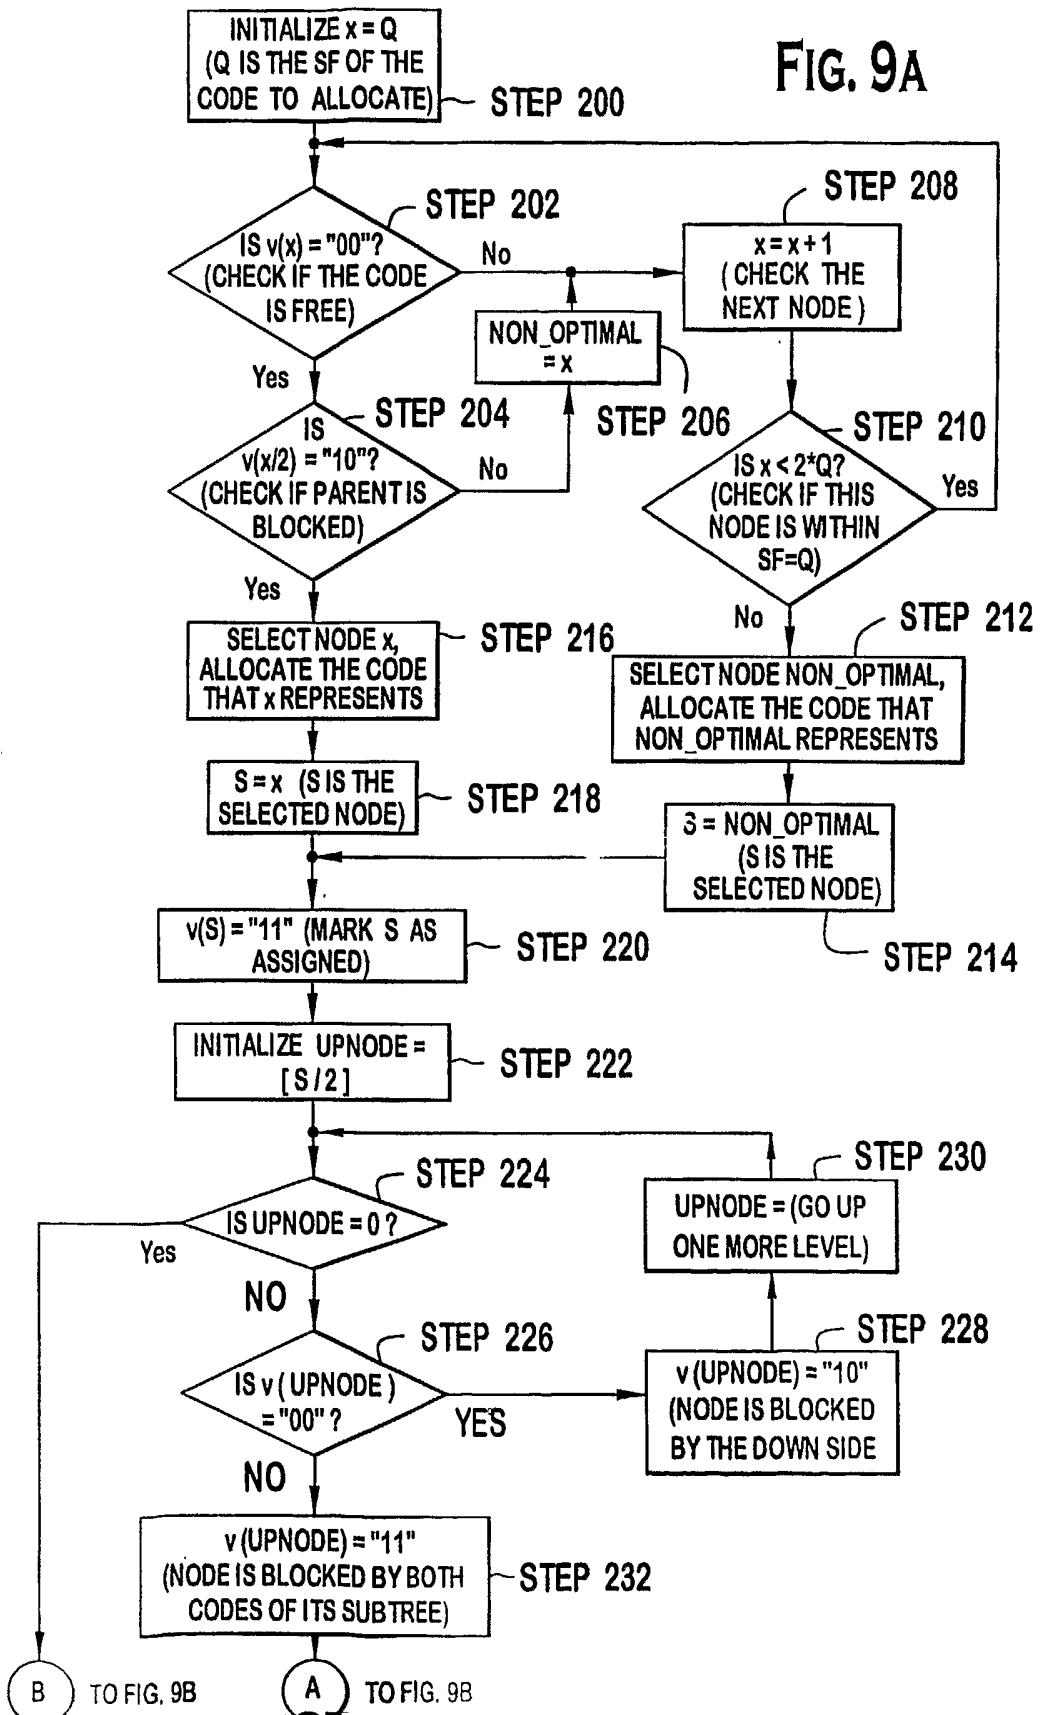 FIG. 9A
INITIALIZE x = Q
(Q IS THE SF OF THE
CODE TO ALLOCATE)
STEP 200
STEP 202
IS v(x) = "00"?
(CHECK IF THE CODE
IS FREE)
No
Yes
STEP 208
x = x + 1
( CHECK THE
NEXT NODE )
NON_OPTIMAL
= x
STEP 206
STEP 204
IS
v(x/2) = "10"?
(CHECK IF PARENT IS
BLOCKED)
No
Yes
STEP 210
IS x < 2*Q?
(CHECK IF THIS
NODE IS WITHIN
SF=Q)
Yes
No
STEP 216
SELECT NODE x,
ALLOCATE THE CODE
THAT x REPRESENTS
STEP 212
SELECT NODE NON_OPTIMAL,
ALLOCATE THE CODE THAT
NON_OPTIMAL REPRESENTS
S = x (S IS THE
SELECTED NODE)
STEP 218
S = NON_OPTIMAL
(S IS THE
SELECTED NODE)
STEP 214
v(S) = "11" (MARK S AS
ASSIGNED)
STEP 220
INITIALIZE UPNODE =
[ S / 2 ]
STEP 222
STEP 224
IS UPNODE = 0 ?
Yes
NO
STEP 230
UPNODE = (GO UP
ONE MORE LEVEL)
STEP 226
IS v ( UPNODE )
= "00" ?
YES
NO
STEP 228
v (UPNODE) = "10"
(NODE IS BLOCKED
BY THE DOWN SIDE
v (UPNODE) = "11"
(NODE IS BLOCKED BY BOTH
CODES OF ITS SUBTREE)
STEP 232
B TO FIG. 9B
A TO FIG. 9B